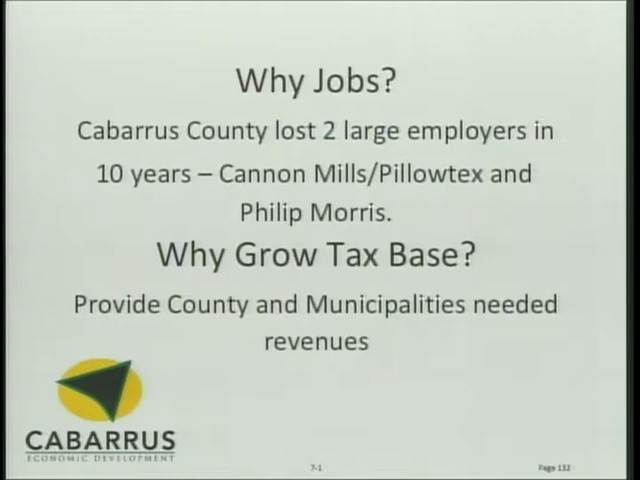 Why Jobs?
Cabarrus County lost 2 large employers in
10 years – Cannon Mills/Pillowtex and
Philip Morris.
Why Grow Tax Base?
Provide County and Municipalities needed
revenues
CABARRUS
ECONOMIC DEVELOPMENT
7-1
Page 132